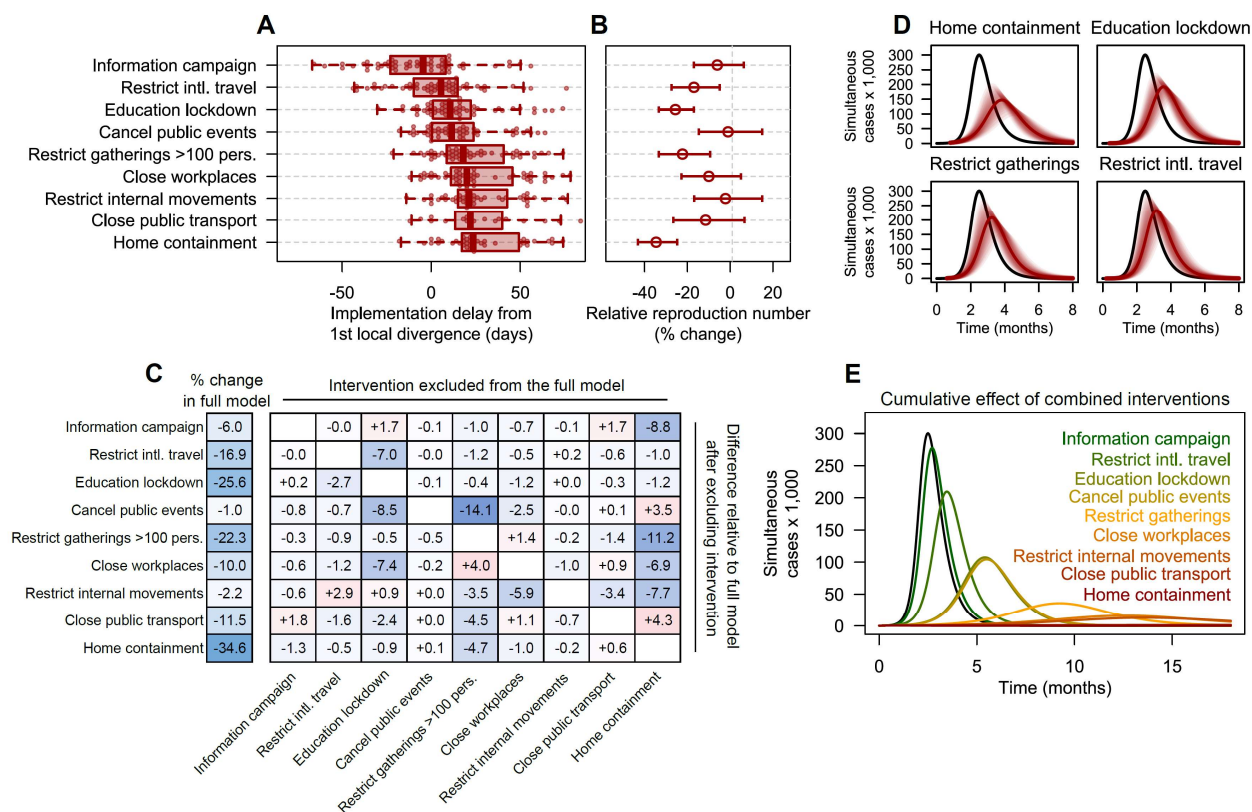 A
Information campaign
Restrict intl. travel
Education lockdown
Cancel public events
Restrict gatherings >100 pers.
Close workplaces
Restrict internal movements
Close public transport
Home containment
-50 0 50
Implementation delay from
1st local divergence (days)
B
-40 -20 0 20
Relative reproduction number
(% change)
C
% change
in full model
Intervention excluded from the full model
Information campaign -6.0 -0.0 +1.7 -0.1 -1.0 -0.7 -0.1 +1.7 -8.8
Restrict intl. travel -16.9 -0.0 -7.0 -0.0 -1.2 -0.5 +0.2 -0.6 -1.0
Education lockdown -25.6 +0.2 -2.7 -0.1 -0.4 -1.2 +0.0 -0.3 -1.2
Cancel public events -1.0 -0.8 -0.7 -8.5 -14.1 -2.5 -0.0 +0.1 +3.5
Restrict gatherings >100 pers. -22.3 -0.3 -0.9 -0.5 -0.5 +1.4 -0.2 -1.4 -11.2
Close workplaces -10.0 -0.6 -1.2 -7.4 -0.2 +4.0 -1.0 +0.9 -6.9
Restrict internal movements -2.2 -0.6 +2.9 +0.9 +0.0 -3.5 -5.9 -3.4 -7.7
Close public transport -11.5 +1.8 -1.6 -2.4 +0.0 -4.5 +1.1 -0.7 +4.3
Home containment -34.6 -1.3 -0.5 -0.9 +0.1 -4.7 -1.0 -0.2 +0.6
Information campaign
Restrict intl. travel
Education lockdown
Cancel public events
Restrict gatherings >100 pers.
Close workplaces
Restrict internal movements
Close public transport
Home containment
Difference relative to full model
after excluding intervention
D
Home containment
Education lockdown
Simultaneous
cases x 1,000
300
250
200
150
100
50
0
Restrict gatherings
Restrict intl. travel
Simultaneous
cases x 1,000
300
250
200
150
100
50
0
0 2 4 6 8
Time (months)
0 2 4 6 8
Time (months)
E
Cumulative effect of combined interventions
Simultaneous
cases x 1,000
300
200
100
50
0
Information campaign
Restrict intl. travel
Education lockdown
Cancel public events
Restrict gatherings
Close workplaces
Restrict internal movements
Close public transport
Home containment
0 5 10 15
Time (months)